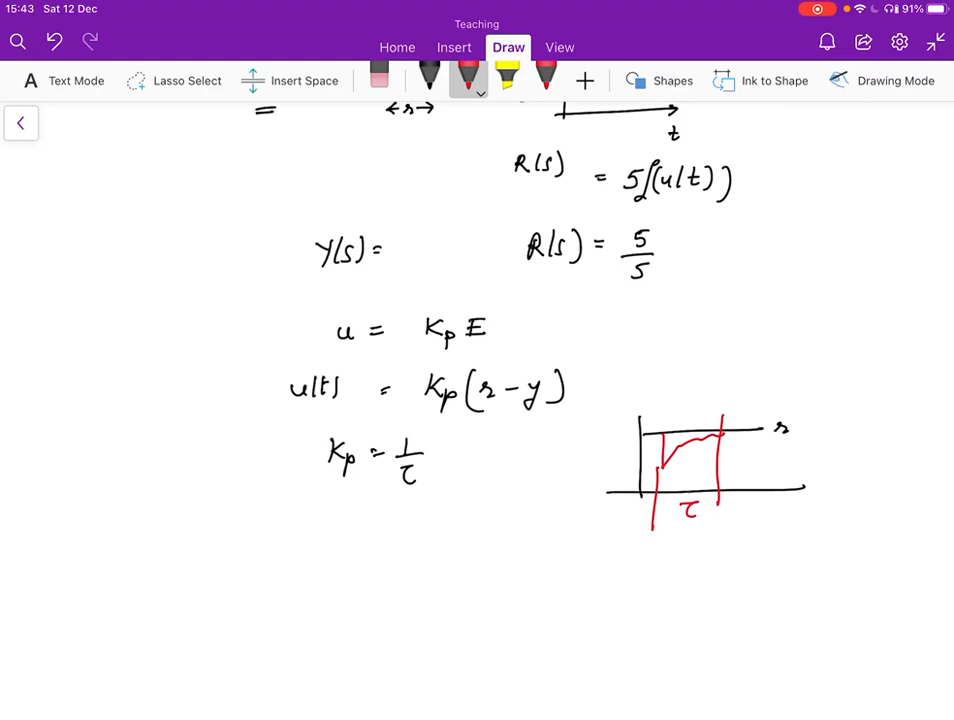 15:43 Sat 12 Dec
91%
Teaching
Home Insert Draw View
A Text Mode Lasso Select Insert Space Shapes Ink to Shape Drawing Mode
= ←r→
t
R(s) = 5ℒ(u(t))
Y(s)= R(s) = 5/s
u = Kp E
u(t) = Kp(r-y)
r
Kp = 1/τ
τ